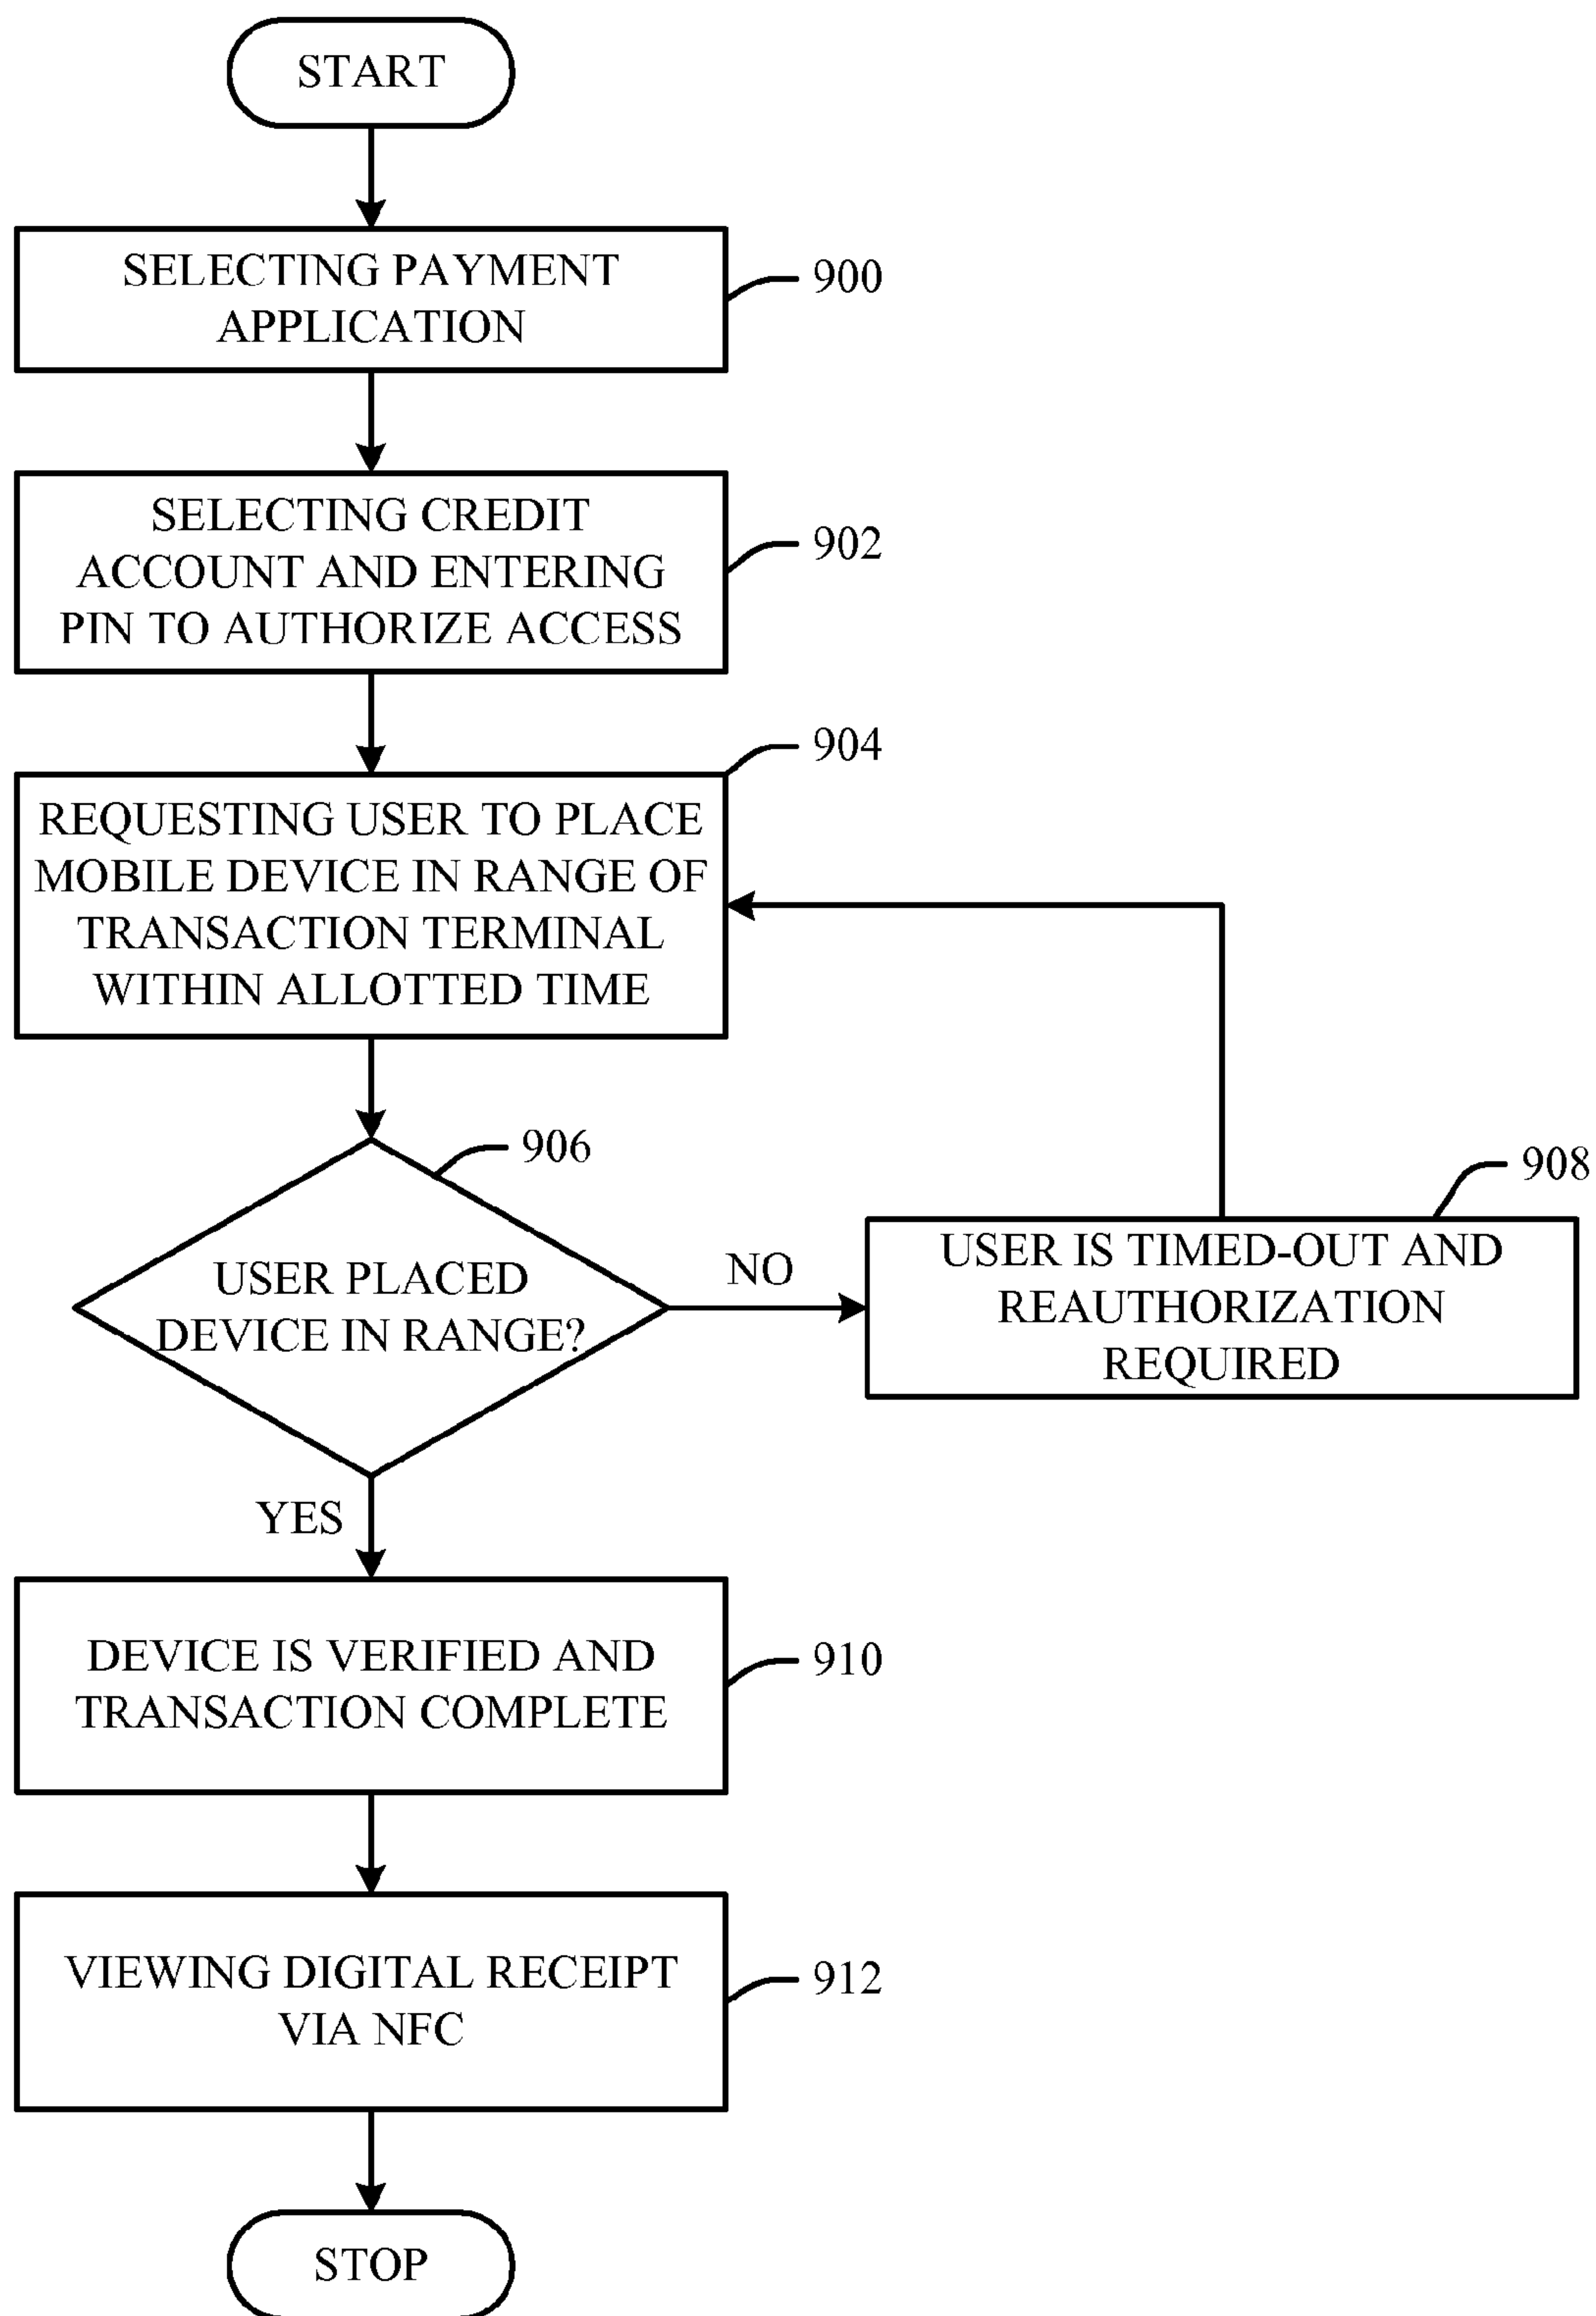 START
SELECTING PAYMENT
APPLICATION
900
SELECTING CREDIT
ACCOUNT AND ENTERING
PIN TO AUTHORIZE ACCESS
902
904
REQUESTING USER TO PLACE
MOBILE DEVICE IN RANGE OF
TRANSACTION TERMINAL
WITHIN ALLOTTED TIME
906
USER PLACED
DEVICE IN RANGE?
NO
908
USER IS TIMED-OUT AND
REAUTHORIZATION
REQUIRED
YES
DEVICE IS VERIFIED AND
TRANSACTION COMPLETE
910
VIEWING DIGITAL RECEIPT
VIA NFC
912
STOP